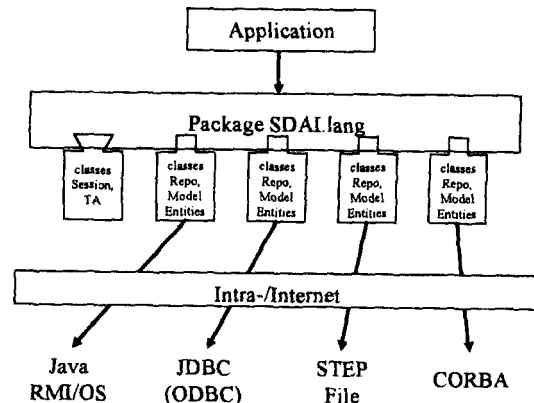 Application
Package SDAI.lang
classes
Session,
TA
classes
Repo,
Model
Entities
classes
Repo,
Model
Entities
classes
Repo,
Model
Entities
classes
Repo,
Model
Entities
Intra-/Internet
Java
RMI/OS
JDBC
(ODBC)
STEP
File
CORBA